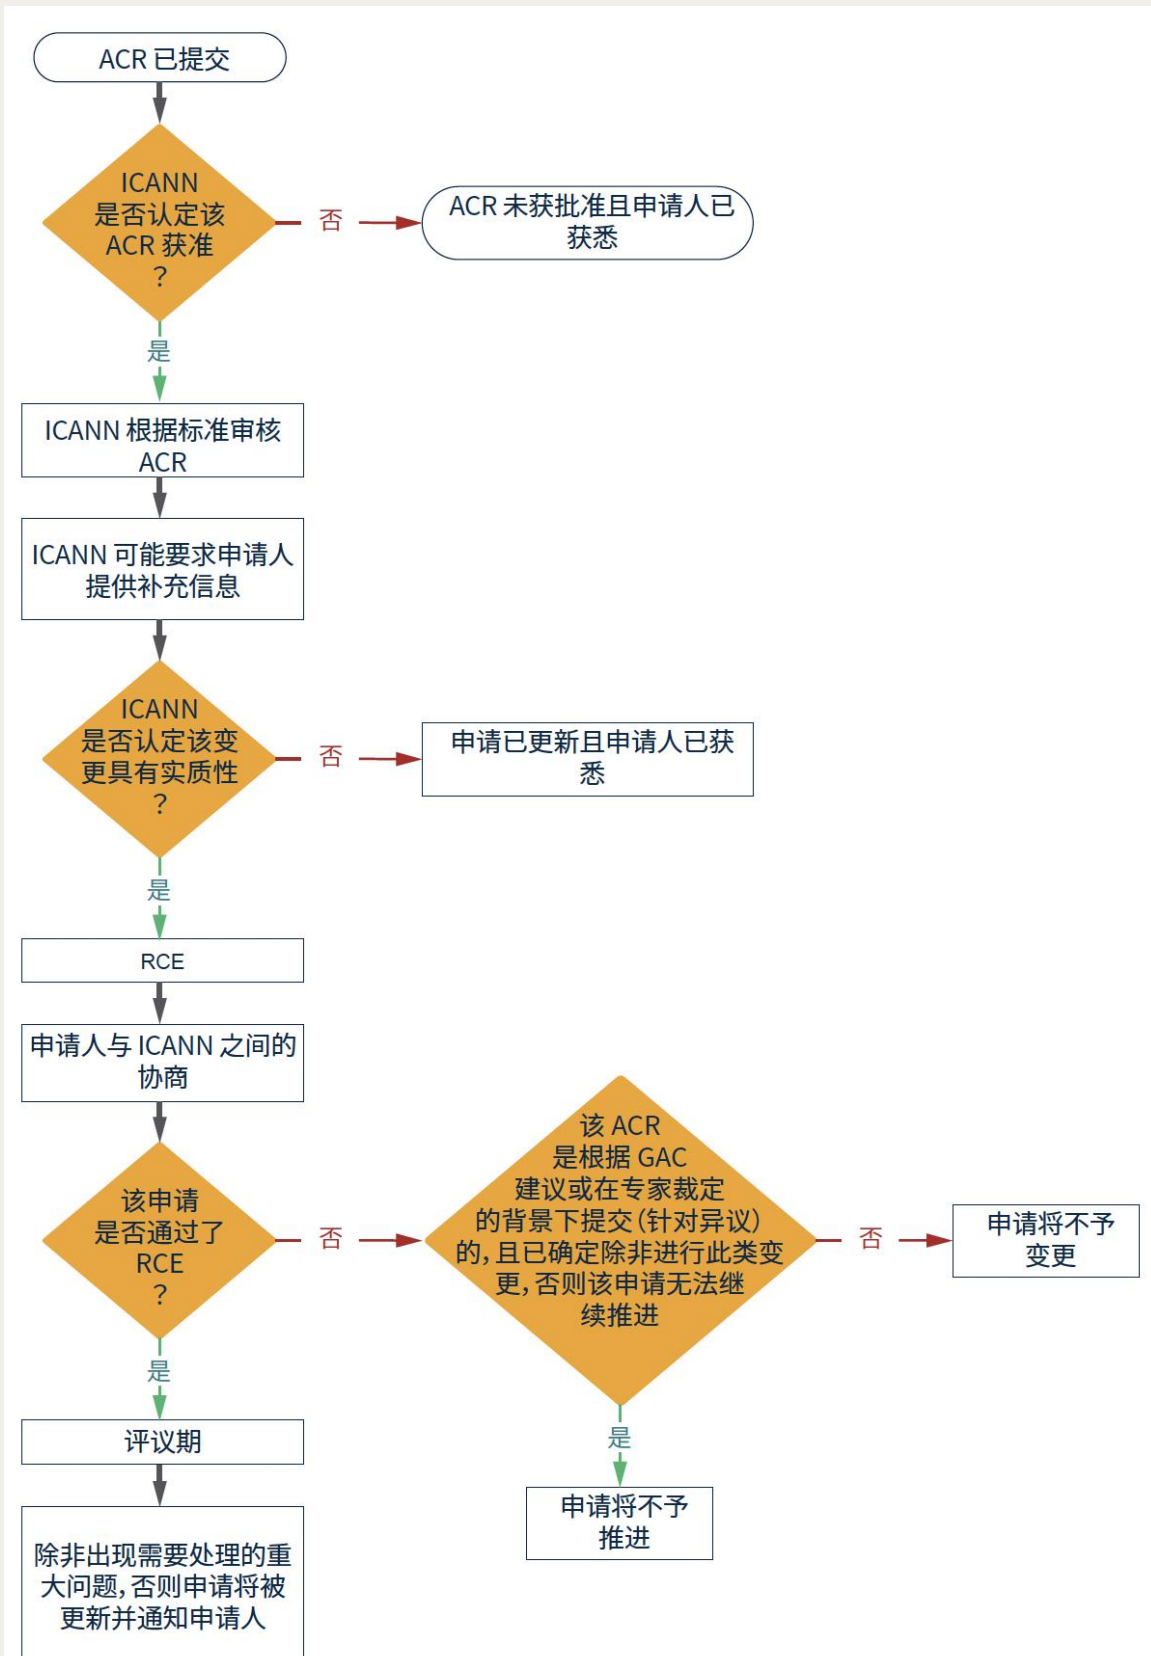 ACR 已提交
ICANN
是否认定该
ACR 获准
？
否
ACR 未获批准且申请人已
获悉
是
ICANN 根据标准审核
ACR
ICANN 可能要求申请人
提供补充信息
ICANN
是否认定该变
更具有实质性
？
否
申请已更新且申请人已获
悉
是
RCE
申请人与 ICANN 之间的
协商
该申请
是否通过了
RCE
？
否
该 ACR
是根据 GAC
建议或在专家裁定
的背景下提交（针对异议）
的，且已确定除非进行此类变
更，否则该申请无法继
续推进
否
申请将不予
变更
是
评议期
是
申请将不予
推进
除非出现需要处理的重
大问题，否则申请将被
更新并通知申请人